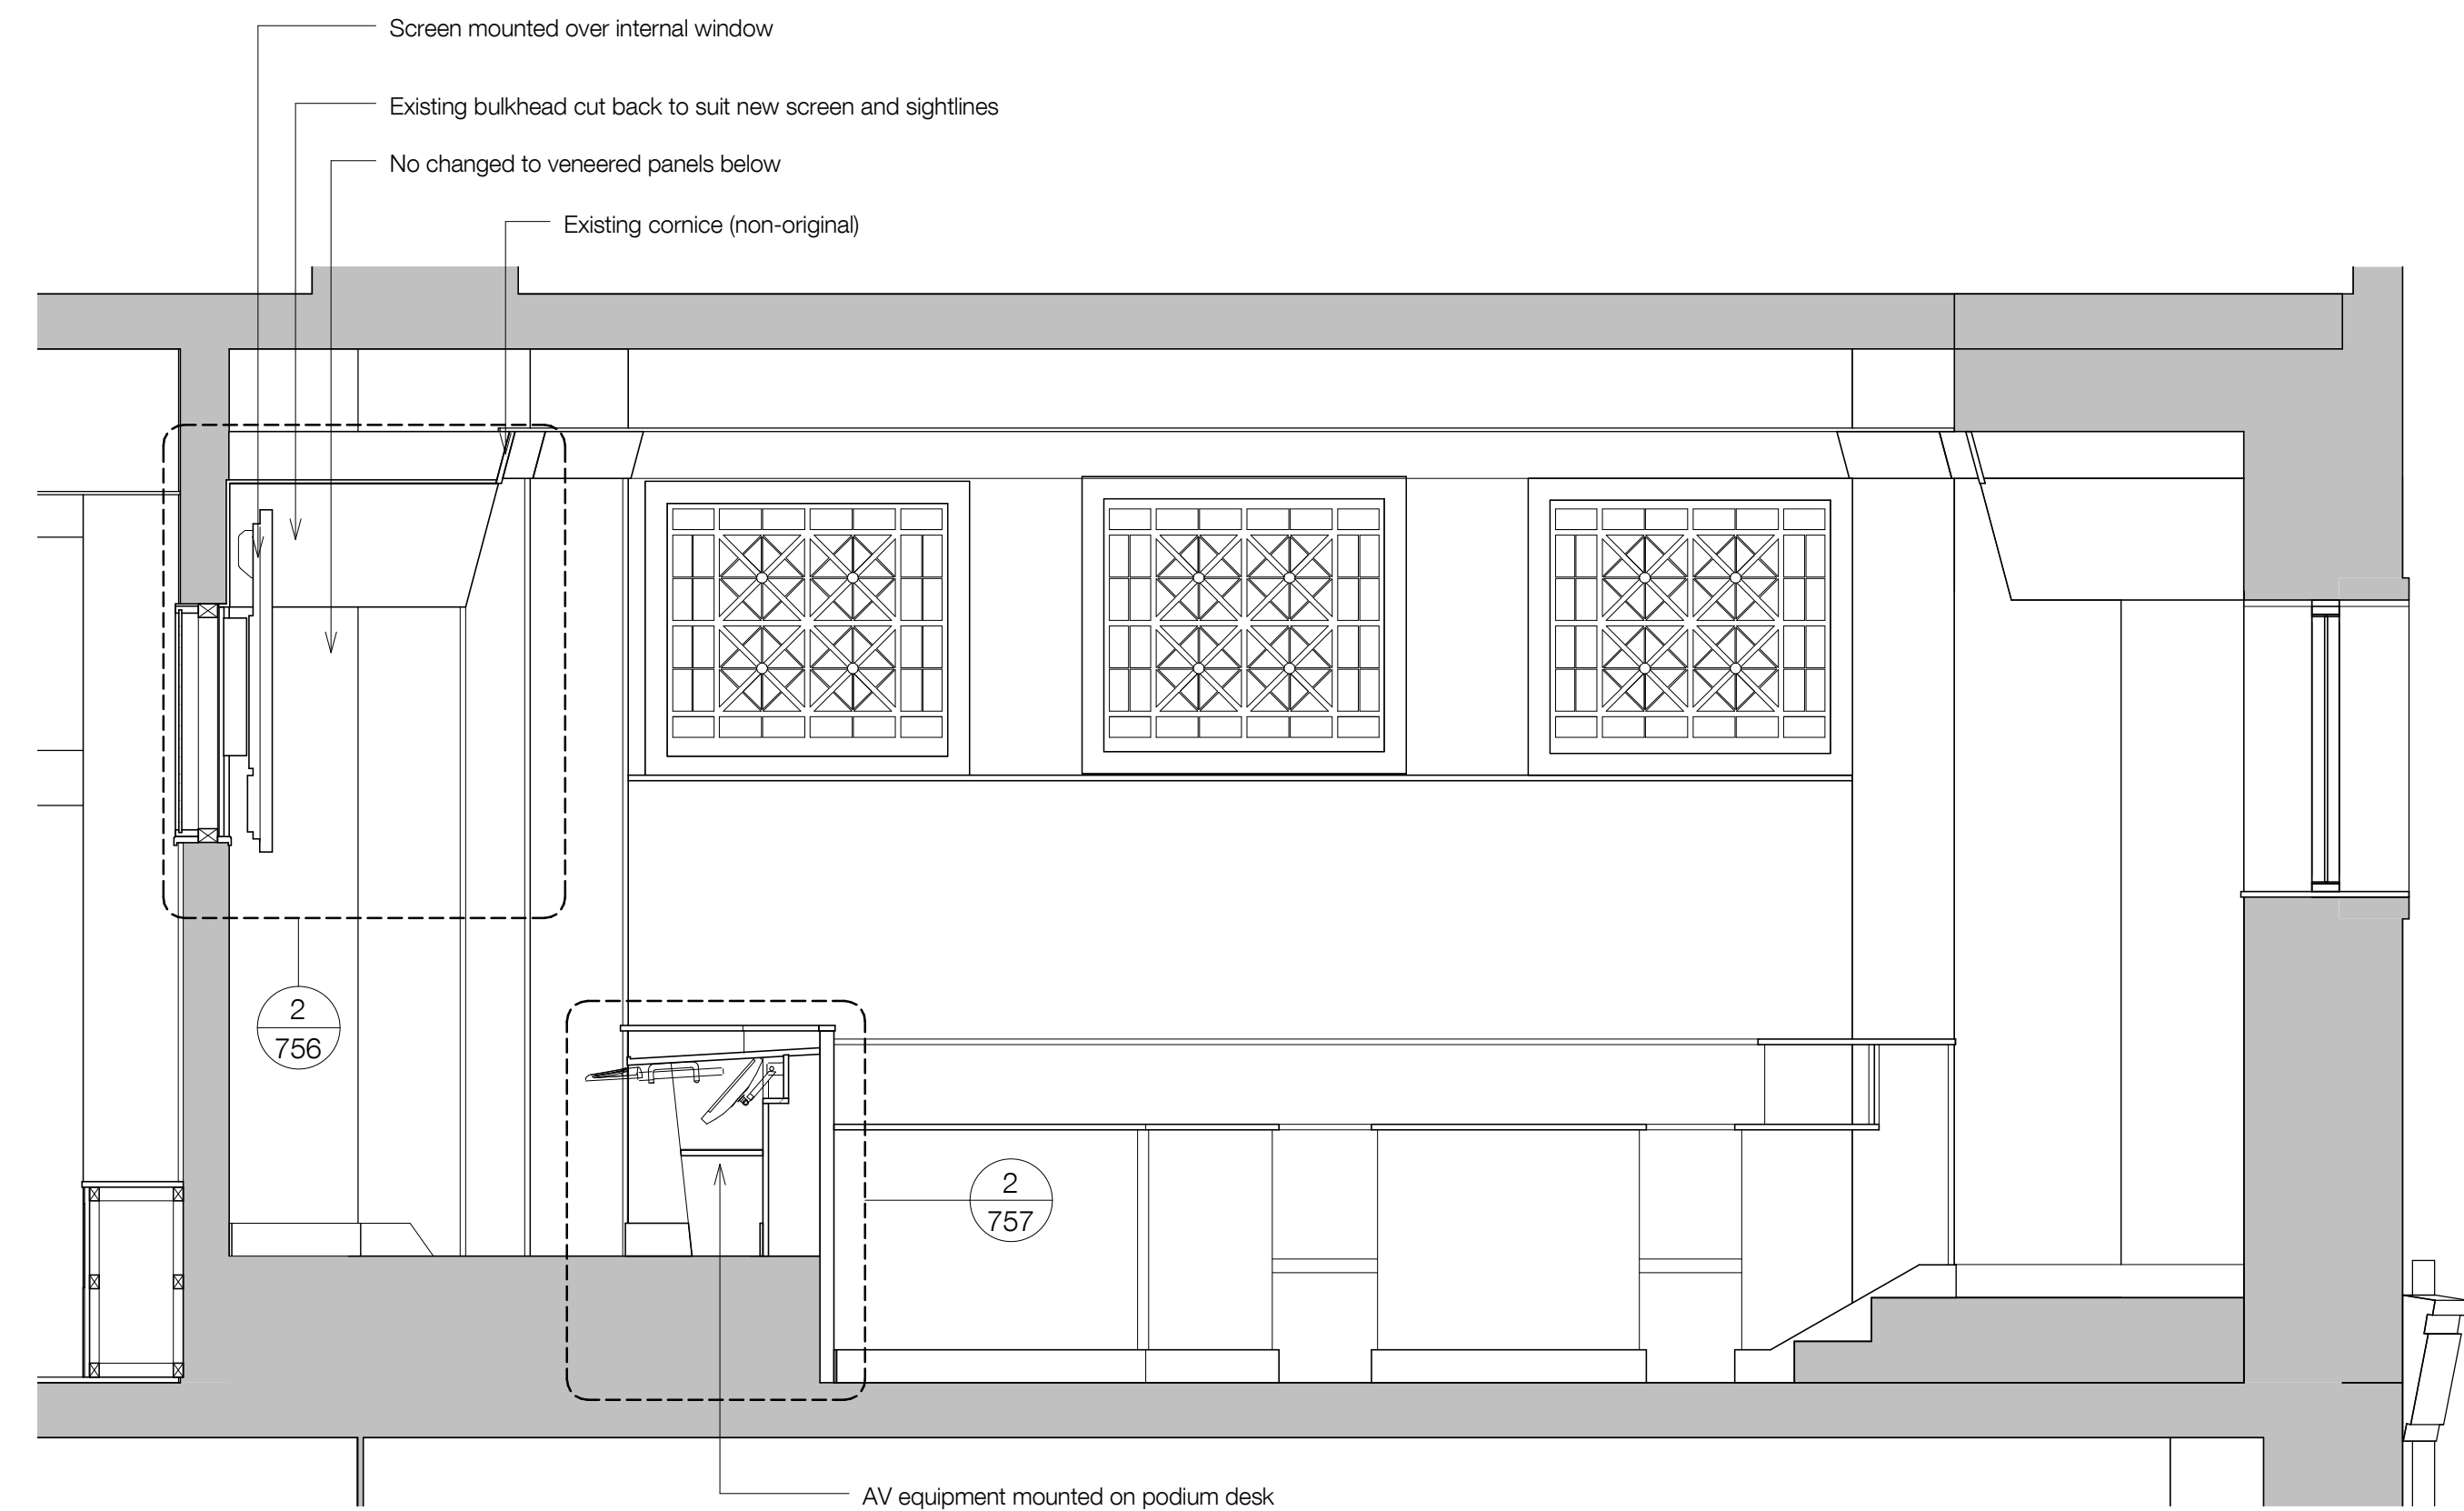 Screen mounted over internal window
Existing bulkhead cut back to suit new screen and sightlines
No changed to veneered panels below
Existing cornice (non-original)
2
756
2
757
AV equipment mounted on podium desk